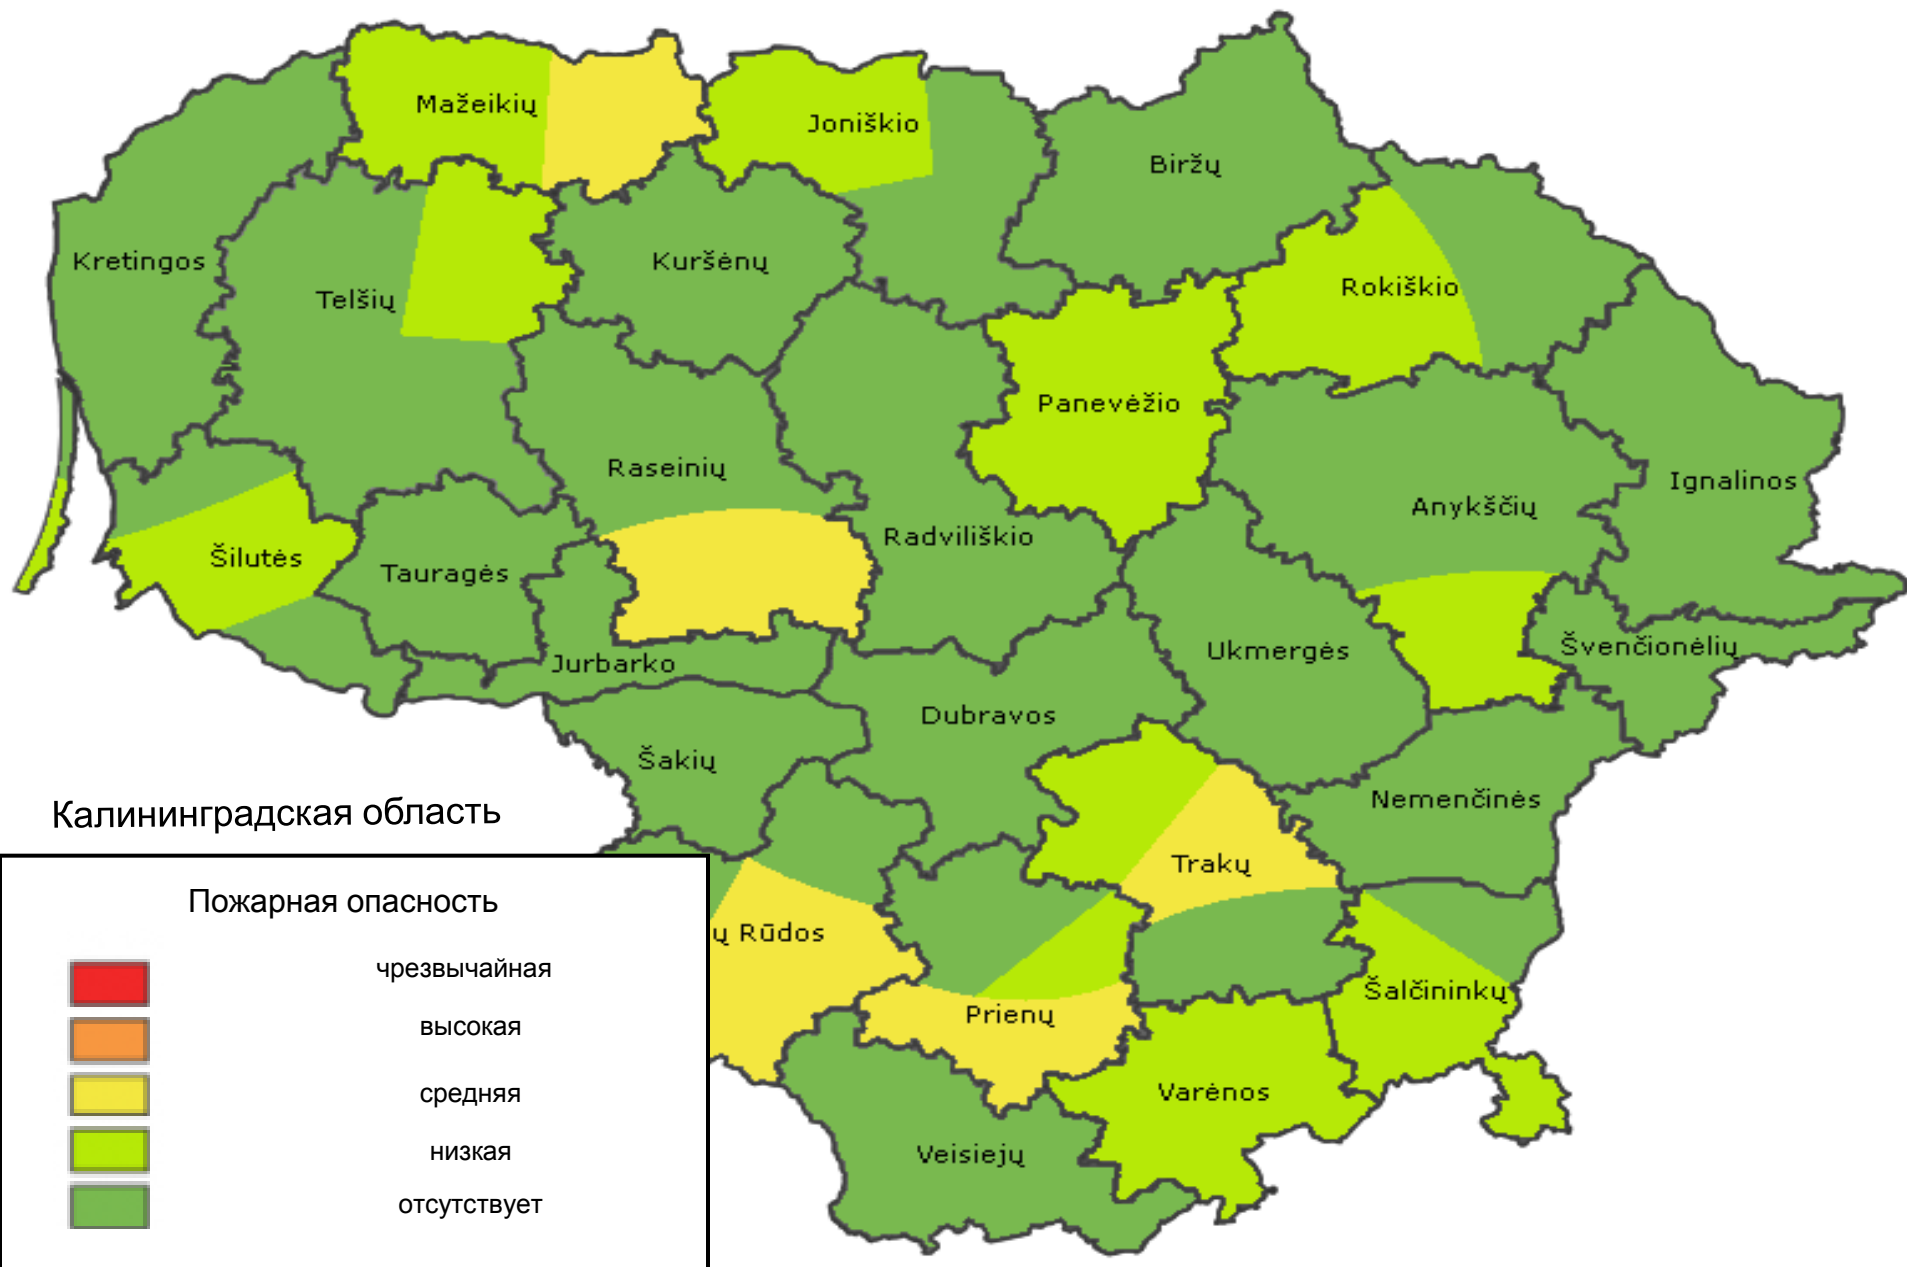 Mažeikių
Joniškio
Biržų
Kretingos
Telšių
Kuršėnų
Rokiškio
Panevėžio
Raseinių
Ignalinos
Anykščių
Radviliškio
Šilutės
Tauragės
Jurbarko
Ukmergės
Švenčionėlių
Dubravos
Šakių
Nemenčinės
Калининградская область
Trakų
ų Rūdos
Šalčininkų
Prienų
Varėnos
Veisiejų
Пожарная опасность
чрезвычайная
высокая
средняя
низкая
отсутствует